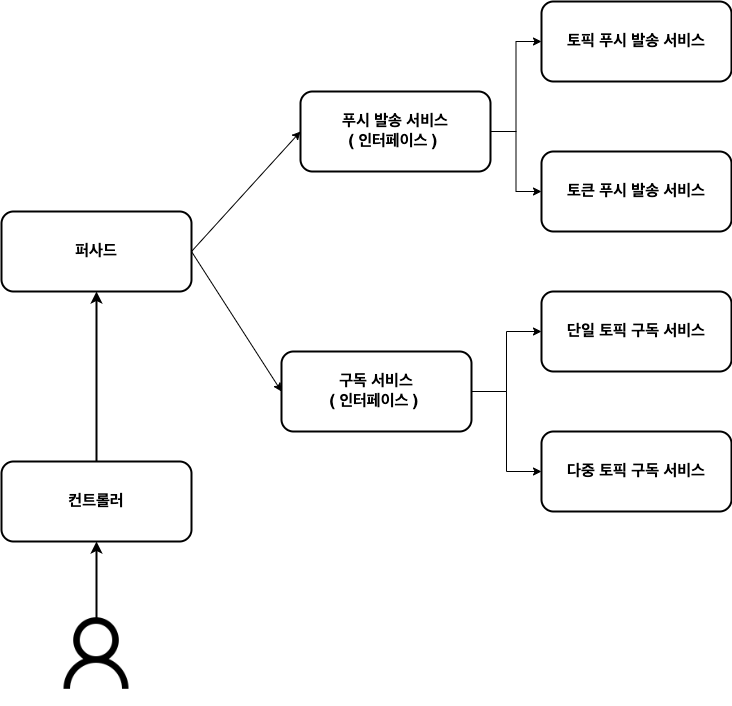 토픽 푸시 발송 서비스
푸시 발송 서비스
( 인터페이스 )
토큰 푸시 발송 서비스
퍼사드
단일 토픽 구독 서비스
구독 서비스
( 인터페이스 )
다중 토픽 구독 서비스
컨트롤러